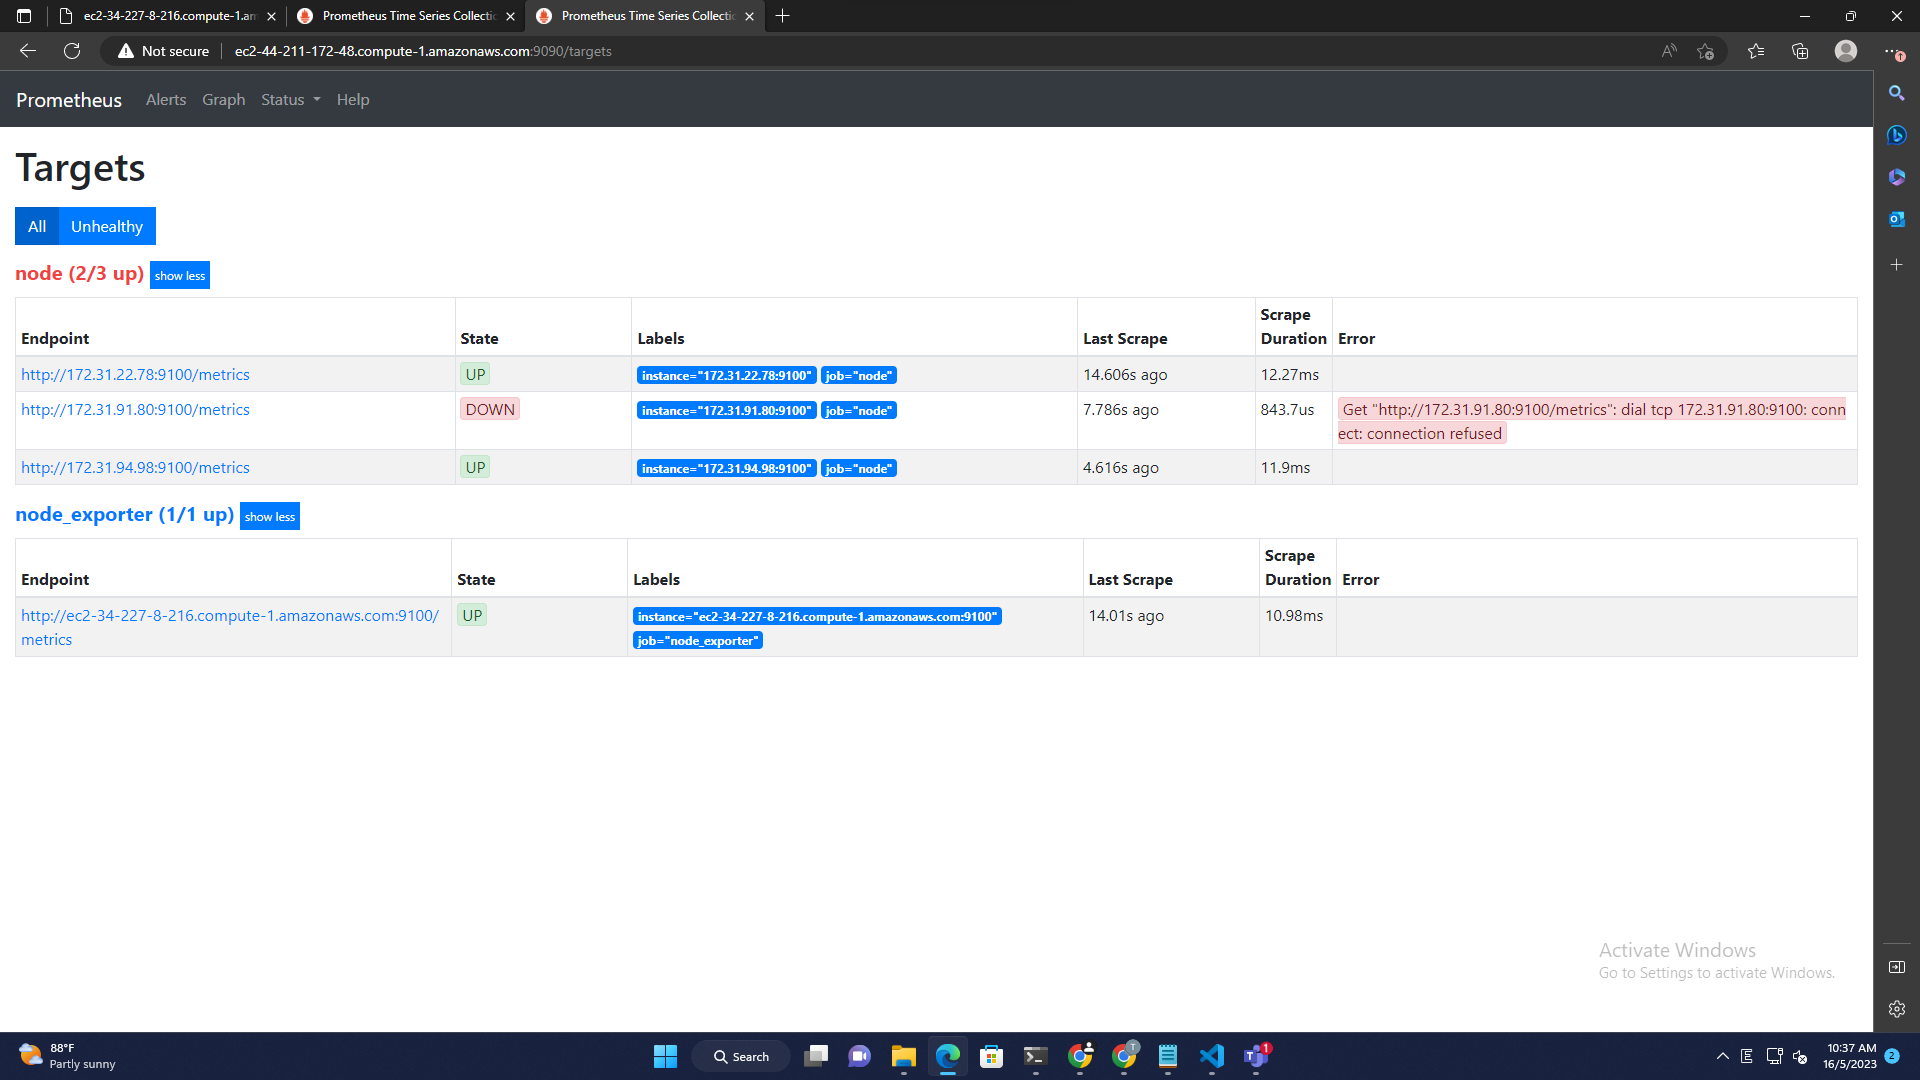 ec2-34-227-8-216.compute-1.am
Prometheus Time Series Collectic
Prometheus Time Series Collectic
Not secure
ec2-44-211-172-48.compute-1.amazonaws.com:9090/targets
Prometheus Alerts Graph Status Help
Targets
All Unhealthy
node (2/3 up) show less
Endpoint State Labels Last Scrape Scrape Duration Error
http://172.31.22.78:9100/metrics UP instance="172.31.22.78:9100" job="node" 14.606s ago 12.27ms
http://172.31.91.80:9100/metrics DOWN instance="172.31.91.80:9100" job="node" 7.786s ago 843.7us Get "http://172.31.91.80:9100/metrics": dial tcp 172.31.91.80:9100: conn
ect: connection refused
http://172.31.94.98:9100/metrics UP instance="172.31.94.98:9100" job="node" 4.616s ago 11.9ms
node_exporter (1/1 up) show less
Endpoint State Labels Last Scrape Scrape Duration Error
http://ec2-34-227-8-216.compute-1.amazonaws.com:9100/ UP instance="ec2-34-227-8-216.compute-1.amazonaws.com:9100" 14.01s ago 10.98ms
metrics job="node_exporter"
Activate Windows
Go to Settings to activate Windows.
88°F
Partly sunny
Search
T
1
E
10:37 AM
16/5/2023
2